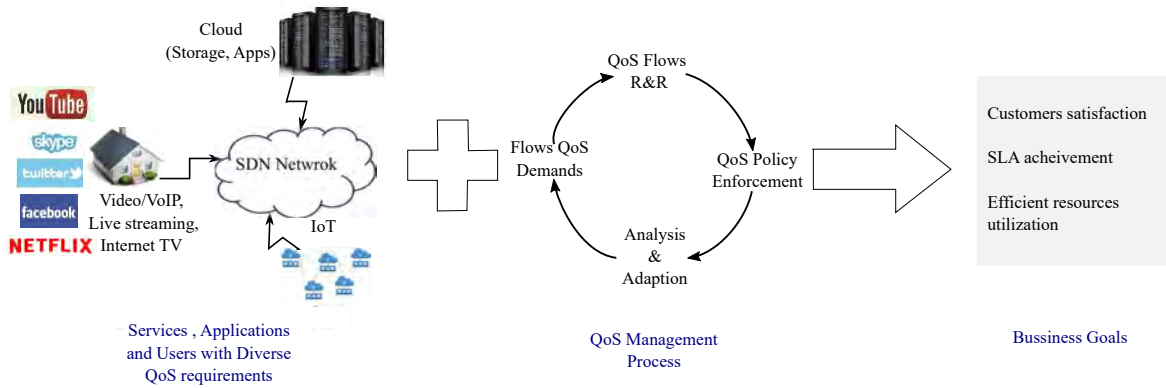 Cloud
(Storage, Apps)
YouTube
skype
twitter
facebook
NETFLIX
Video/VoIP,
Live streaming,
Internet TV
SDN Netwrok
IoT
QoS Flows
R&R
Flows QoS
Demands
QoS Policy
Enforcement
Analysis
&
Adaption
Customers satisfaction
SLA acheivement
Efficient resources
utilization
Services , Applications
and Users with Diverse
QoS requirements
QoS Management
Process
Bussiness Goals